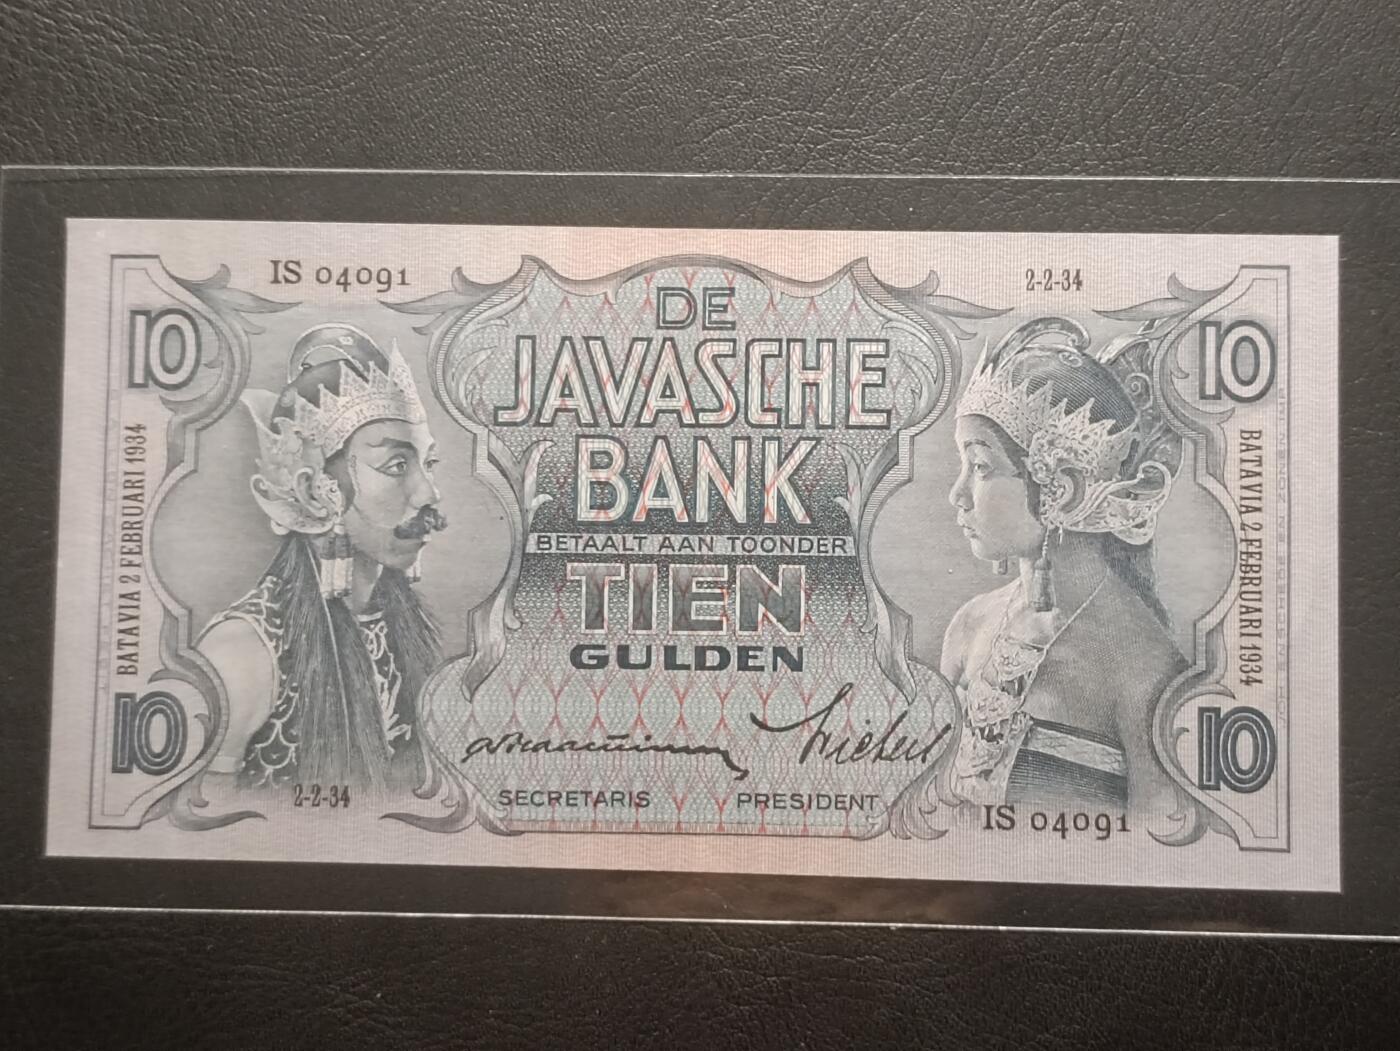 IS 04091
2-2-34
10
10
DE
JAVASCHE
BANK
BETAALT AAN TOONDER
TIEN
GULDEN
BATAVIA 2 FEBRUARI 1934
BATAVIA 2 FEBRUARI 1934
10
10
SECRETARIS
PRESIDENT
2-2-34
IS 04091